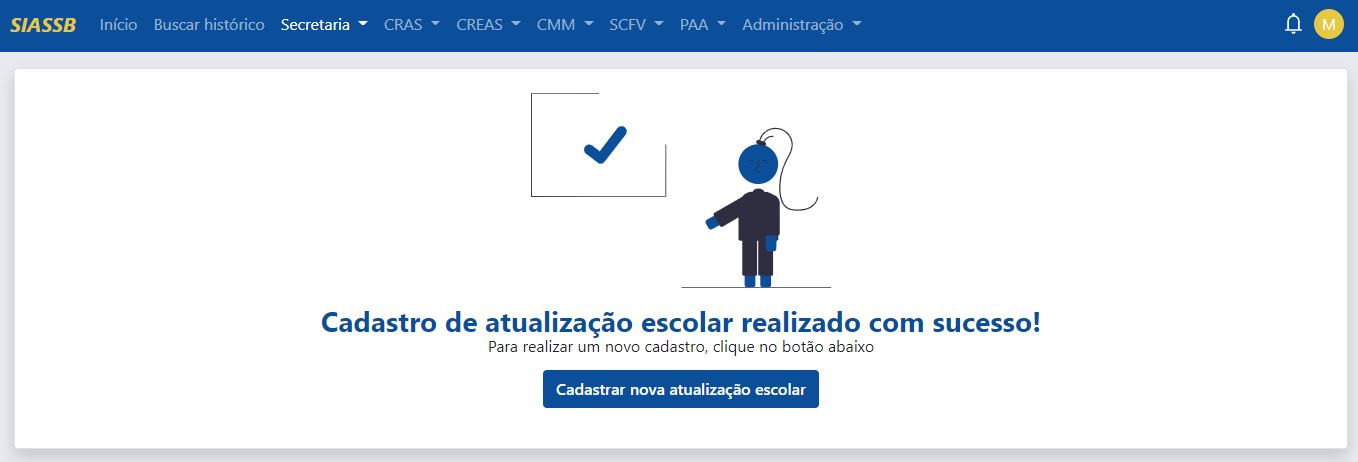 SIASSB Início Buscar histórico Secretaria CRAS CREAS CMM SCFV PAA Administração M
Cadastro de atualização escolar realizado com sucesso!
Para realizar um novo cadastro, clique no botão abaixo
Cadastrar nova atualização escolar